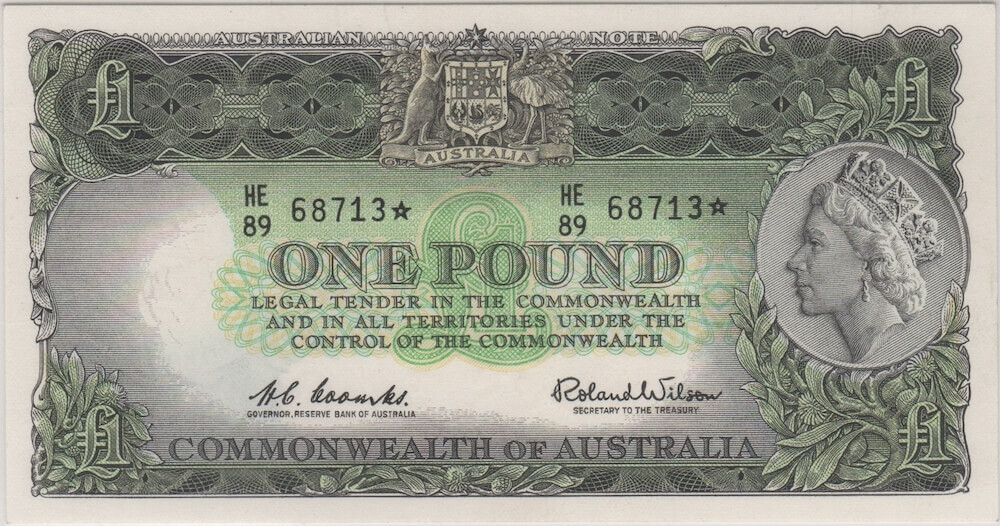 AUSTRALIAN NOTE
£1 £1
AUSTRALIA
HE 89 68713☆ HE 89 68713☆
ONE POUND
LEGAL TENDER IN THE COMMONWEALTH
AND IN ALL TERRITORIES UNDER THE
CONTROL OF THE COMMONWEALTH
H.C. Coombs. Roland Wilson
GOVERNOR, RESERVE BANK OF AUSTRALIA SECRETARY TO THE TREASURY
£1 COMMONWEALTH OF AUSTRALIA £1